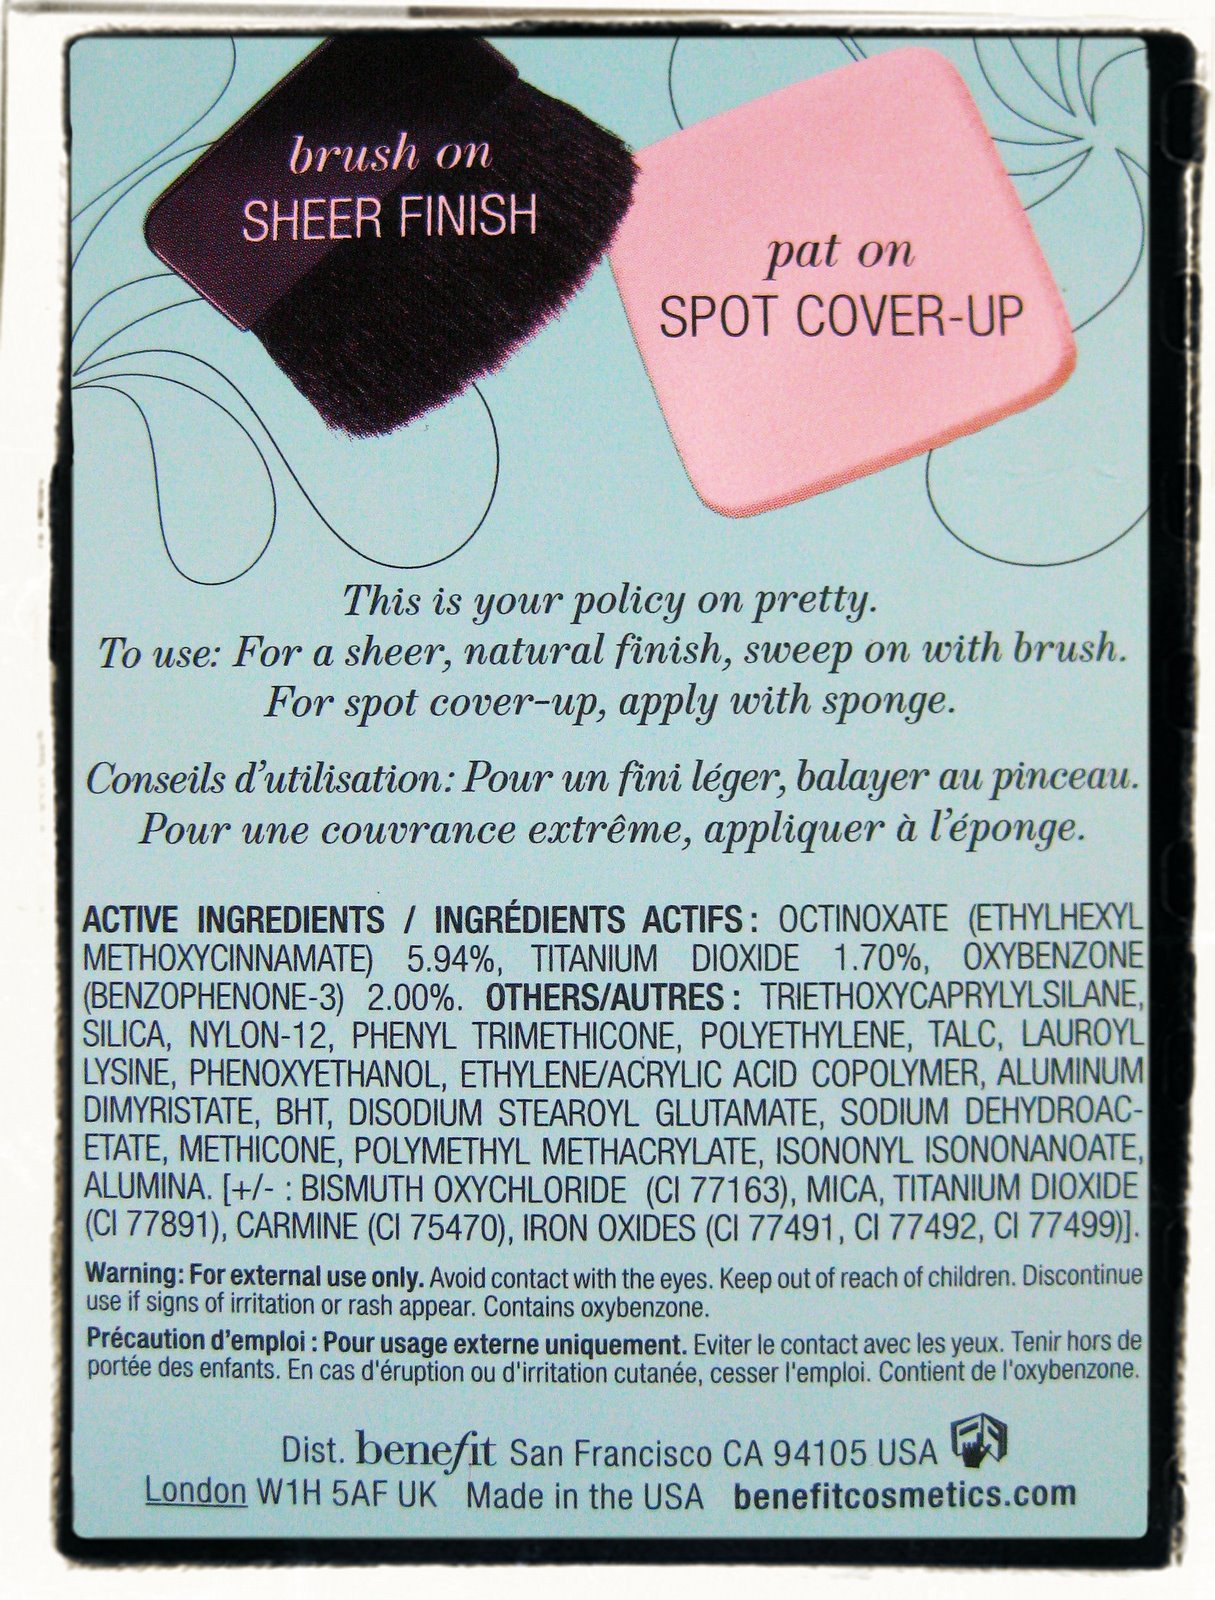 brush on
SHEER FINISH
pat on
SPOT COVER-UP
This is your policy on pretty.
To use: For a sheer, natural finish, sweep on with brush.
For spot cover-up, apply with sponge.
Conseils d'utilisation: Pour un fini léger, balayer au pinceau.
Pour une couvrance extrême, appliquer à l'éponge.
ACTIVE INGREDIENTS / INGRÉDIENTS ACTIFS : OCTINOXATE (ETHYLHEXYL
METHOXYCINNAMATE) 5.94%, TITANIUM DIOXIDE 1.70%, OXYBENZONE
(BENZOPHENONE-3) 2.00%. OTHERS/AUTRES : TRIETHOXYCAPRYLYLSILANE,
SILICA, NYLON-12, PHENYL TRIMETHICONE, POLYETHYLENE, TALC, LAUROYL
LYSINE, PHENOXYETHANOL, ETHYLENE/ACRYLIC ACID COPOLYMER, ALUMINUM
DIMYRISTATE, BHT, DISODIUM STEAROYL GLUTAMATE, SODIUM DEHYDROAC-
ETATE, METHICONE, POLYMETHYL METHACRYLATE, ISONONYL ISONONANOATE,
ALUMINA. [+/- : BISMUTH OXYCHLORIDE (CI 77163), MICA, TITANIUM DIOXIDE
(CI 77891), CARMINE (CI 75470), IRON OXIDES (CI 77491, CI 77492, CI 77499)].
Warning: For external use only. Avoid contact with the eyes. Keep out of reach of children. Discontinue
use if signs of irritation or rash appear. Contains oxybenzone.
Précaution d'emploi : Pour usage externe uniquement. Eviter le contact avec les yeux. Tenir hors de
portée des enfants. En cas d'éruption ou d'irritation cutanée, cesser l'emploi. Contient de l'oxybenzone.
Dist. benefit San Francisco CA 94105 USA
London W1H 5AF UK Made in the USA benefitcosmetics.com